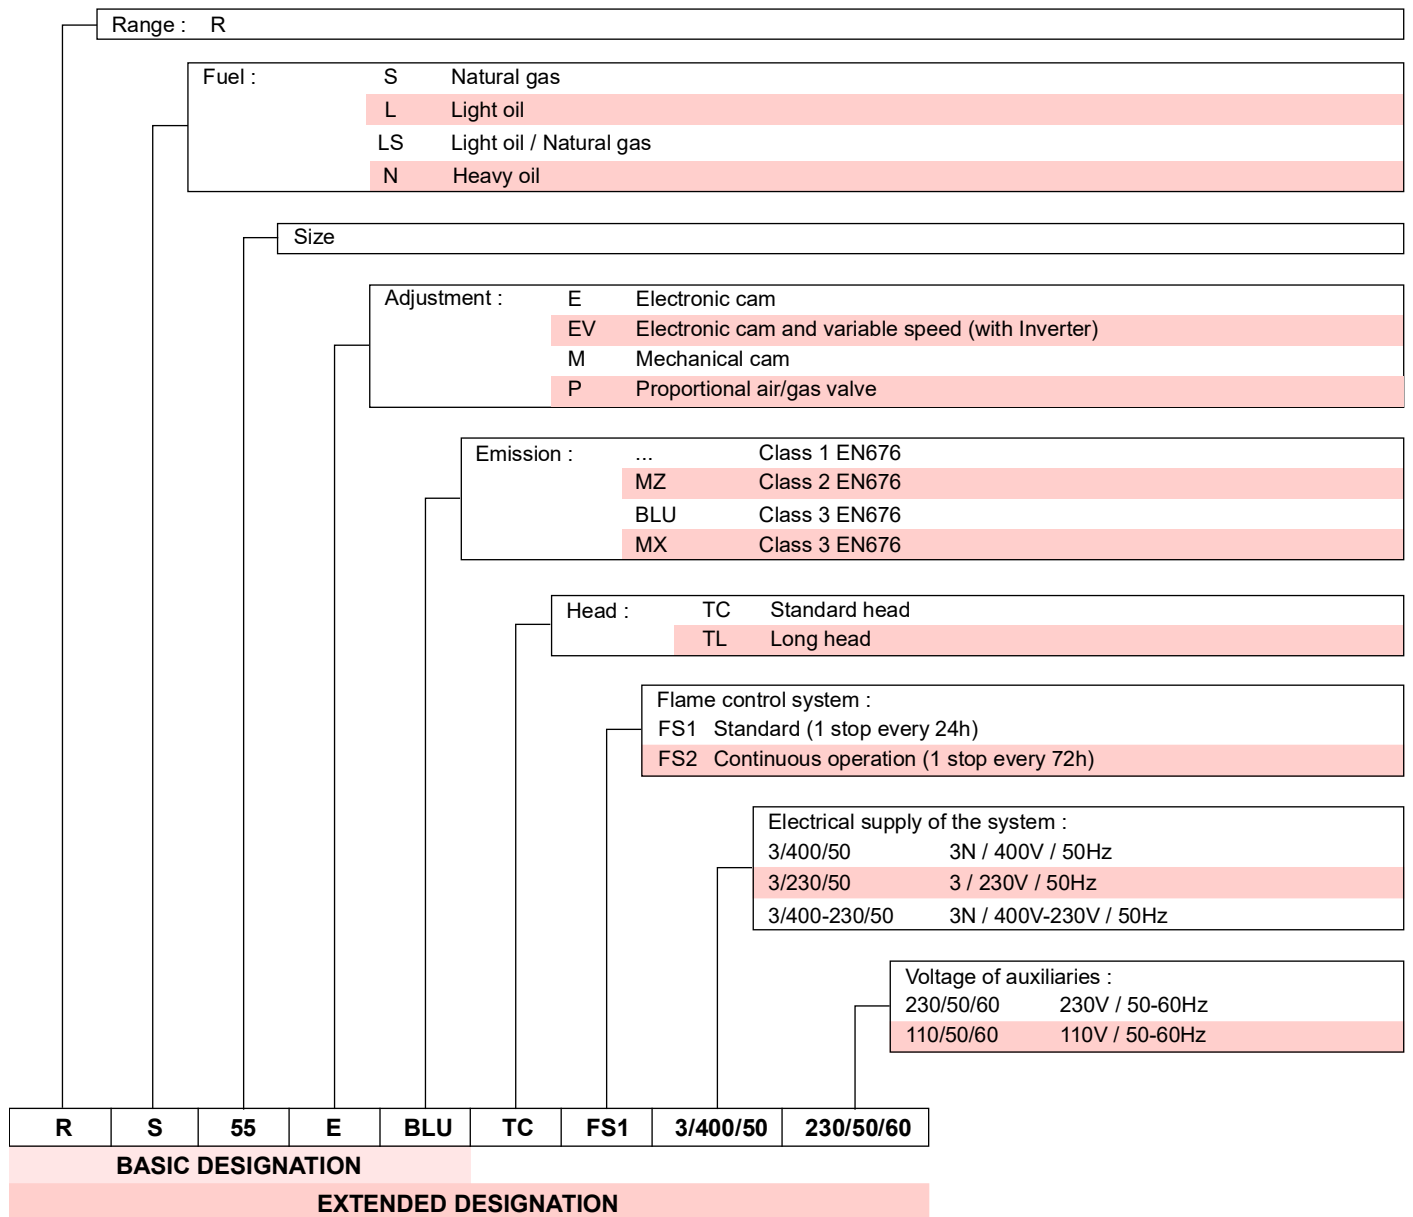 Range : R
Fuel : S Natural gas
L Light oil
LS Light oil / Natural gas
N Heavy oil
Size
Adjustment : E Electronic cam
EV Electronic cam and variable speed (with Inverter)
M Mechanical cam
P Proportional air/gas valve
Emission : ... Class 1 EN676
MZ Class 2 EN676
BLU Class 3 EN676
MX Class 3 EN676
Head : TC Standard head
TL Long head
Flame control system :
FS1 Standard (1 stop every 24h)
FS2 Continuous operation (1 stop every 72h)
Electrical supply of the system :
3/400/50 3N / 400V / 50Hz
3/230/50 3 / 230V / 50Hz
3/400-230/50 3N / 400V-230V / 50Hz
Voltage of auxiliaries :
230/50/60 230V / 50-60Hz
110/50/60 110V / 50-60Hz
R S 55 E BLU TC FS1 3/400/50 230/50/60
BASIC DESIGNATION
EXTENDED DESIGNATION